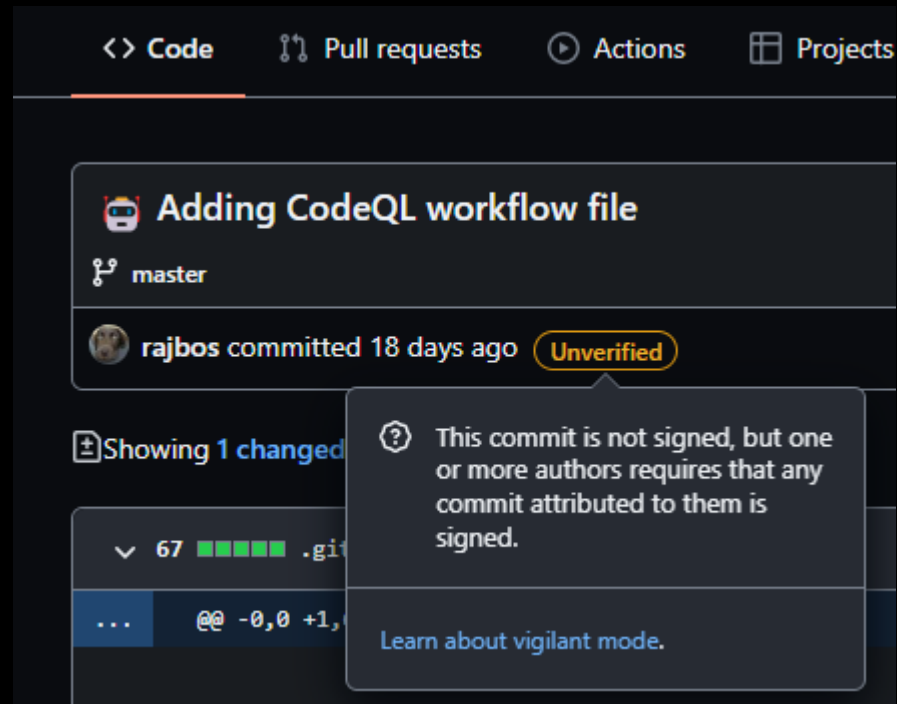 <> Code Pull requests Actions Projects
Adding CodeQL workflow file
master
rajbos committed 18 days ago Unverified
This commit is not signed, but one
or more authors requires that any
commit attributed to them is
signed.
Learn about vigilant mode.
Showing 1 changed
67 .git
... @@ -0,0 +1,